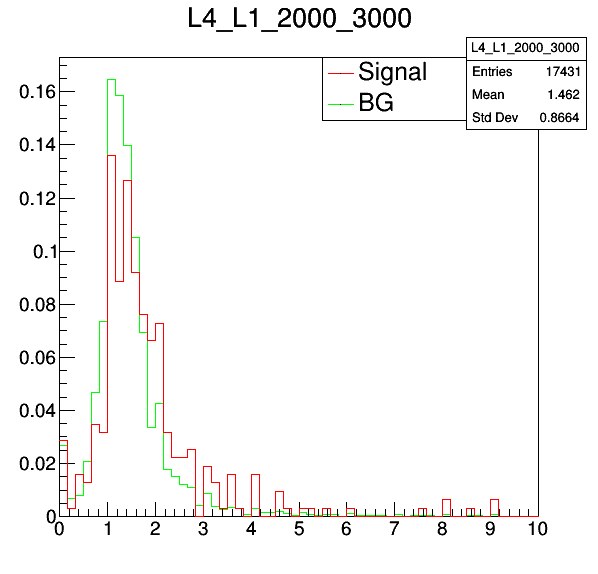 L4_L1_2000_3000
L4_L1_2000_3000
Entries 17431
Mean 1.462
Std Dev 0.8664
Signal
BG
0.16
0.14
0.12
0.1
0.08
0.06
0.04
0.02
0
0 1 2 3 4 5 6 7 8 9 10